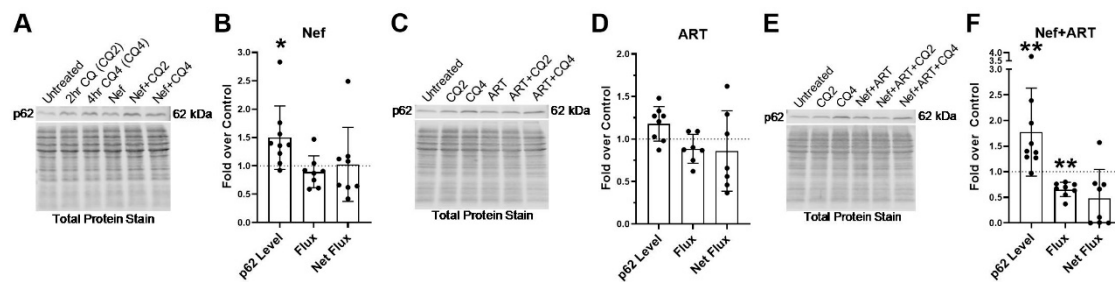 A
Untreated
2hr CQ (CQ2)
4hr CQ4 (CQ4)
Nef
Nef+CQ2
Nef+CQ4
p62
62 kDa
Total Protein Stain
B
Nef
Fold over Control
3.5
3.0
2.5
2.0
1.5
1.0
0.5
0.0
*
p62 Level
Flux
Net Flux
C
Untreated
CQ2
CQ4
ART
ART+CQ2
ART+CQ4
p62
62 kDa
Total Protein Stain
D
ART
Fold over Control
2.0
1.5
1.0
0.5
0.0
p62 Level
Flux
Net Flux
E
Untreated
CQ2
CQ4
Nef+ART
Nef+ART+CQ2
Nef+ART+CQ4
p62
62 kDa
Total Protein Stain
F
Nef+ART
Fold over Control
4.0
3.5
3.0
2.5
2.0
1.5
1.0
0.5
0.0
**
**
p62 Level
Flux
Net Flux